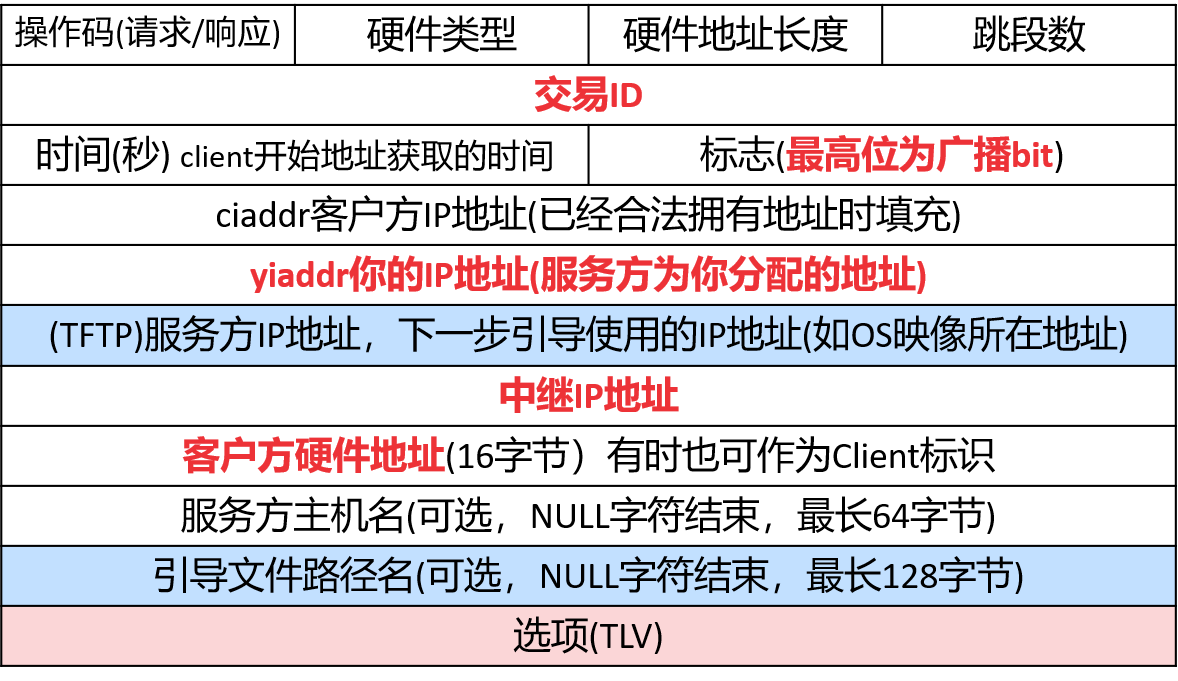 操作码(请求/响应) 硬件类型 硬件地址长度 跳段数
交易ID
时间(秒) client开始地址获取的时间 标志(最高位为广播bit)
ciaddr客户方IP地址(已经合法拥有地址时填充)
yiaddr你的IP地址(服务方为你分配的地址)
(TFTP)服务方IP地址，下一步引导使用的IP地址(如OS映像所在地址)
中继IP地址
客户方硬件地址(16字节）有时也可作为Client标识
服务方主机名(可选，NULL字符结束，最长64字节)
引导文件路径名(可选，NULL字符结束，最长128字节)
选项(TLV)